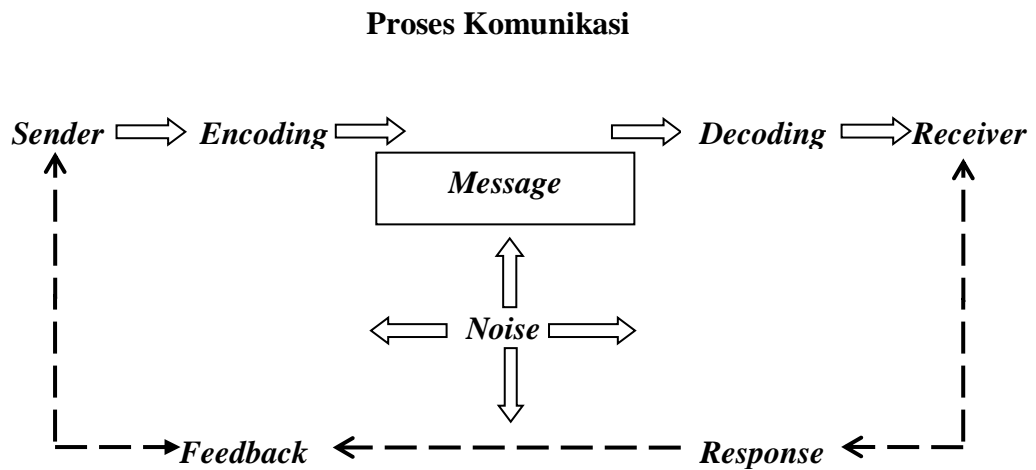 Proses Komunikasi
Sender Encoding Decoding Receiver
Message
Noise
Feedback Response